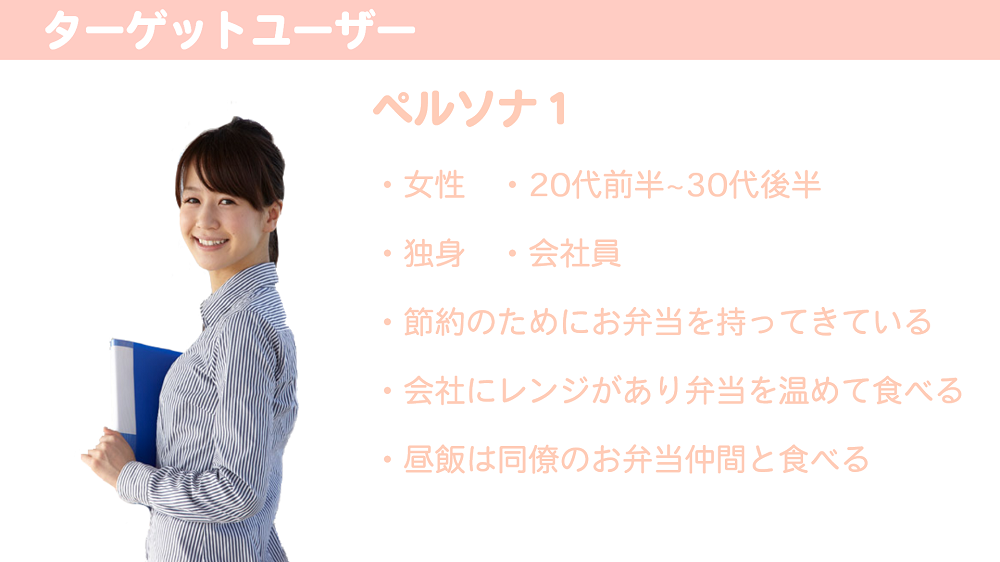 ターゲットユーザー
ペルソナ1
・女性　・20代前半~30代後半
・独身　・会社員
・節約のためにお弁当を持ってきている
・会社にレンジがあり弁当を温めて食べる
・昼飯は同僚のお弁当仲間と食べる